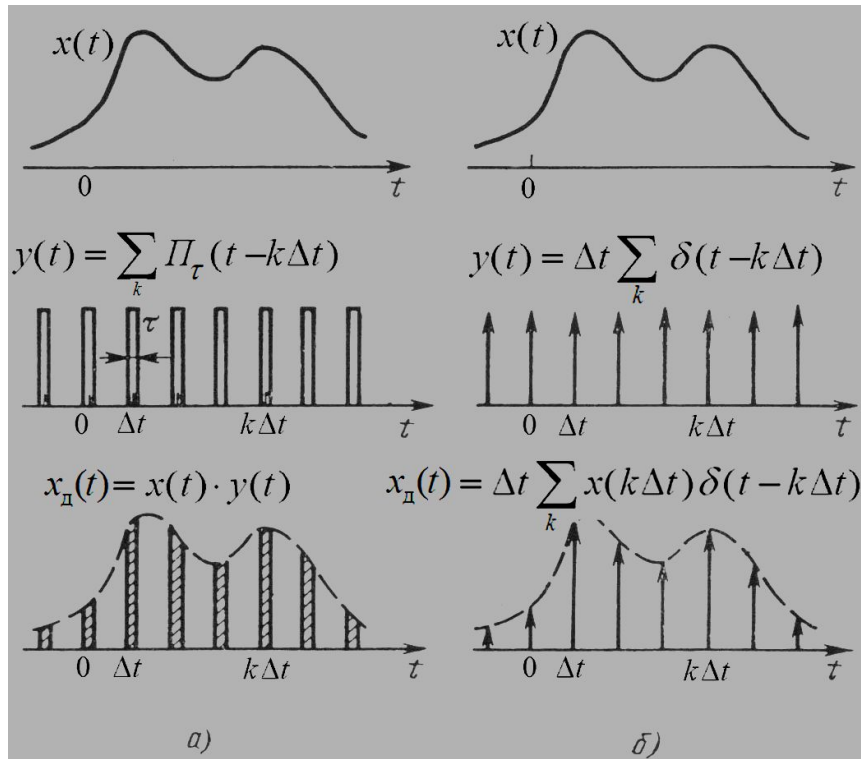 x(t)
0 t
x(t)
0 t
y(t) = ∑ Π_τ (t−kΔt)
k
τ
0 Δt kΔt t
y(t) = Δt ∑ δ(t−kΔt)
k
0 Δt kΔt t
x_д(t) = x(t) · y(t)
0 Δt kΔt t
x_д(t) = Δt ∑ x(kΔt) δ(t−kΔt)
k
0 Δt kΔt t
а)
б)